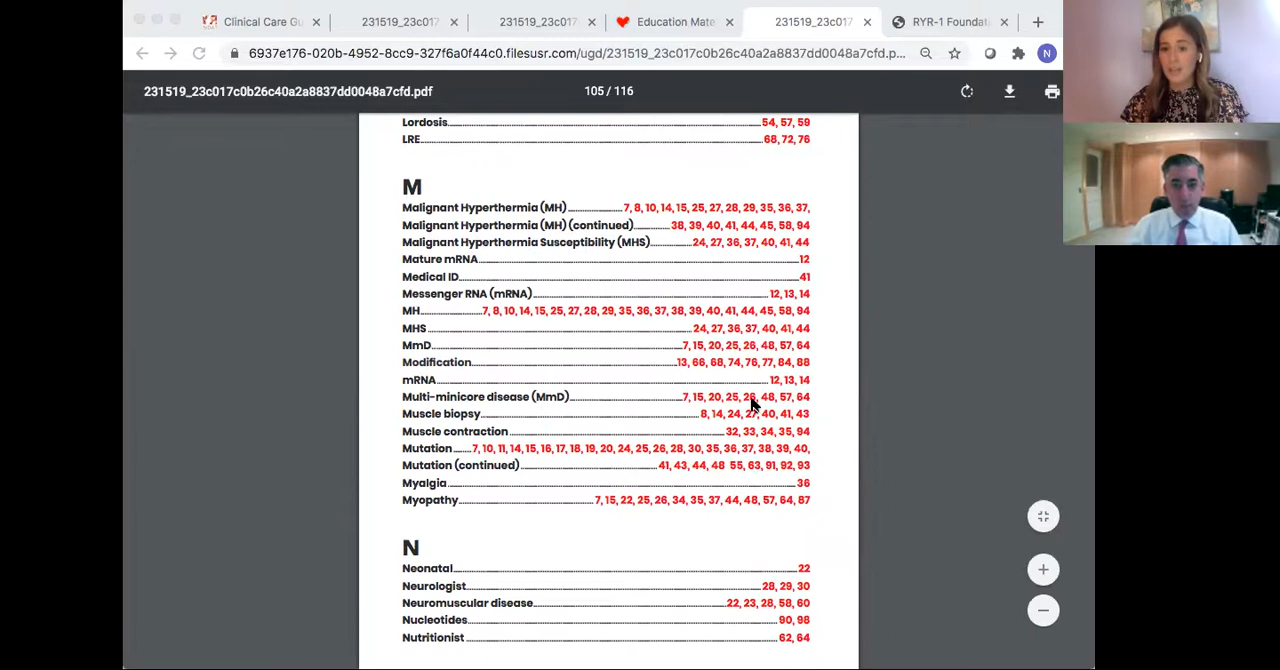 Clinical Care Gu
231519_23c017
231519_23c017
Education Mate
231519_23c017
RYR-1 Foundat
6937e176-020b-4952-8cc9-327f6a0f44c0.filesusr.com/ugd/231519_23c017c0b26c40a2a8837dd0048a7cfd.p...
N
231519_23c017c0b26c40a2a8837dd0048a7cfd.pdf
105 / 116
Lordosis 54, 57, 59
LRE 68, 72, 76
M
Malignant Hyperthermia (MH) 7, 8, 10, 14, 15, 25, 27, 28, 29, 35, 36, 37,
Malignant Hyperthermia (MH) (continued) 38, 39, 40, 41, 44, 45, 58, 94
Malignant Hyperthermia Susceptibility (MHS) 24, 27, 36, 37, 40, 41, 44
Mature mRNA 12
Medical ID 41
Messenger RNA (mRNA) 12, 13, 14
MH 7, 8, 10, 14, 15, 25, 27, 28, 29, 35, 36, 37, 38, 39, 40, 41, 44, 45, 58, 94
MHS 24, 27, 36, 37, 40, 41, 44
MmD 7, 15, 20, 25, 26, 48, 57, 64
Modification 13, 66, 68, 74, 76, 77, 84, 88
mRNA 12, 13, 14
Multi-minicore disease (MmD) 7, 15, 20, 25, 26, 48, 57, 64
Muscle biopsy 8, 14, 24, 27, 40, 41, 43
Muscle contraction 32, 33, 34, 35, 94
Mutation 7, 10, 11, 14, 15, 16, 17, 18, 19, 20, 24, 25, 26, 28, 30, 35, 36, 37, 38, 39, 40,
Mutation (continued) 41, 43, 44, 48 55, 63, 91, 92, 93
Myalgia 36
Myopathy 7, 15, 22, 25, 26, 34, 35, 37, 44, 48, 57, 64, 87
N
Neonatal 22
Neurologist 28, 29, 30
Neuromuscular disease 22, 23, 28, 58, 60
Nucleotides 90, 98
Nutritionist 62, 64